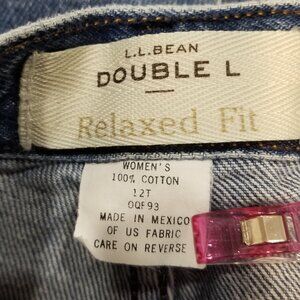 L.L.BEAN
DOUBLE L
Relaxed Fit
WOMEN'S
100% COTTON
12T
0QF93
MADE IN MEXICO
OF US FABRIC
CARE ON REVERSE